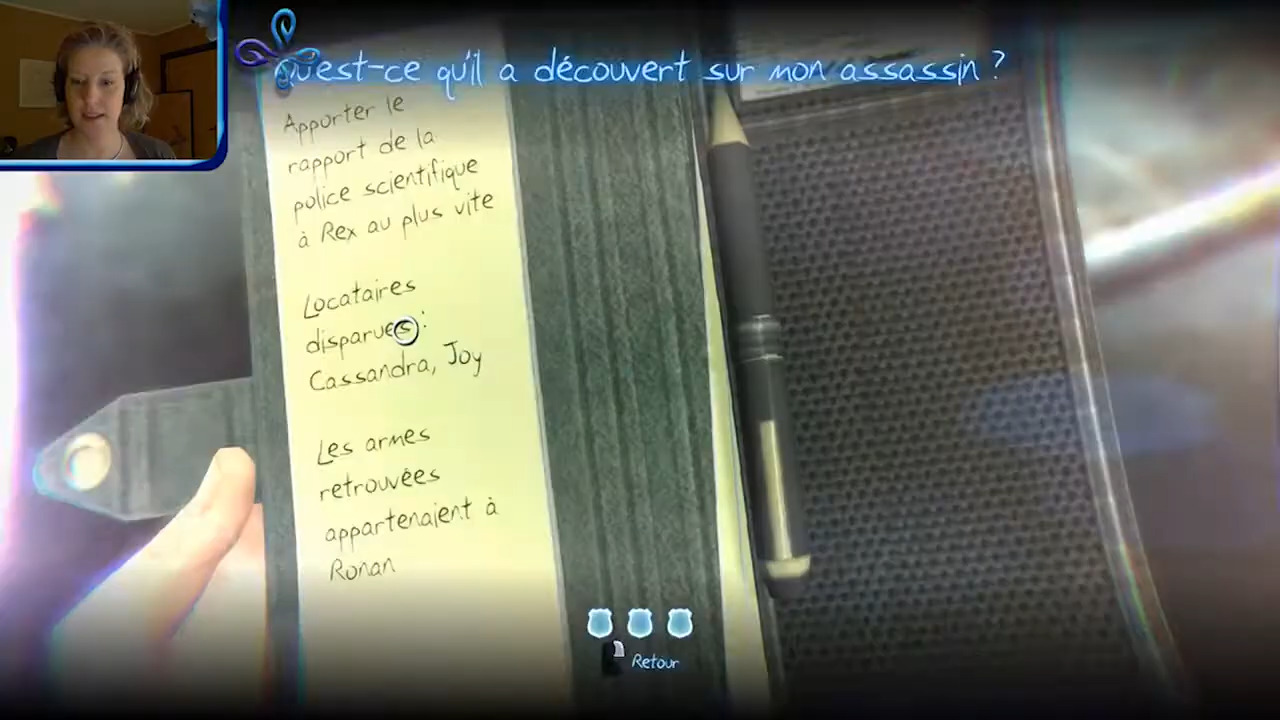 Qu'est-ce qu'il a découvert sur mon assassin ?
Apporter le
rapport de la
police scientifique
à Rex au plus vite
Locataires
disparues :
Cassandra, Joy
Les armes
retrouvées
appartenaient à
Ronan
Retour